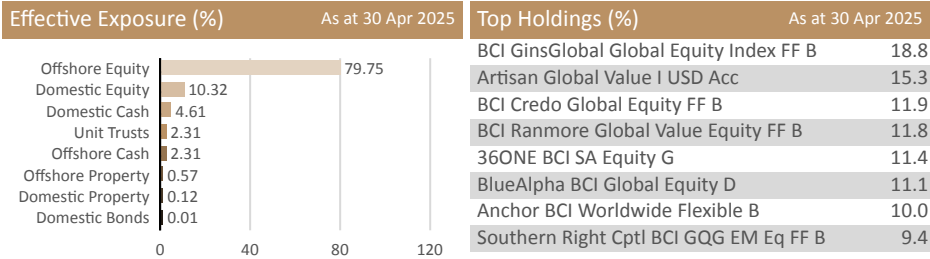 Effective Exposure (%) As at 30 Apr 2025
Offshore Equity 79.75
Domestic Equity 10.32
Domestic Cash 4.61
Unit Trusts 2.31
Offshore Cash 2.31
Offshore Property 0.57
Domestic Property 0.12
Domestic Bonds 0.01
0 40 80 120
Top Holdings (%) As at 30 Apr 2025
BCI GinsGlobal Global Equity Index FF B 18.8
Artisan Global Value I USD Acc 15.3
BCI Credo Global Equity FF B 11.9
BCI Ranmore Global Value Equity FF B 11.8
36ONE BCI SA Equity G 11.4
BlueAlpha BCI Global Equity D 11.1
Anchor BCI Worldwide Flexible B 10.0
Southern Right Cptl BCI GQG EM Eq FF B 9.4